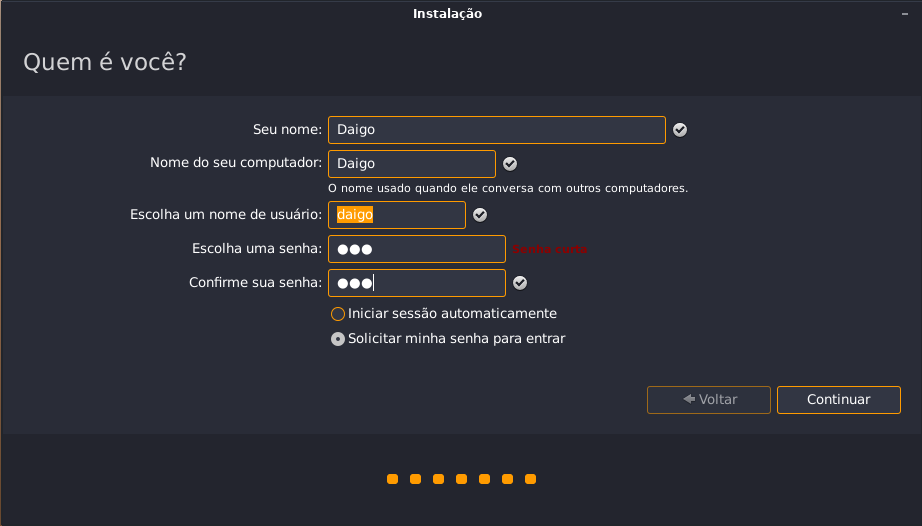 Instalação
Quem é você?
Seu nome: Daigo
Nome do seu computador: Daigo
O nome usado quando ele conversa com outros computadores.
Escolha um nome de usuário: daigo
Escolha uma senha: ●●● Senha curta
Confirme sua senha: ●●●
Iniciar sessão automaticamente
Solicitar minha senha para entrar
Voltar Continuar